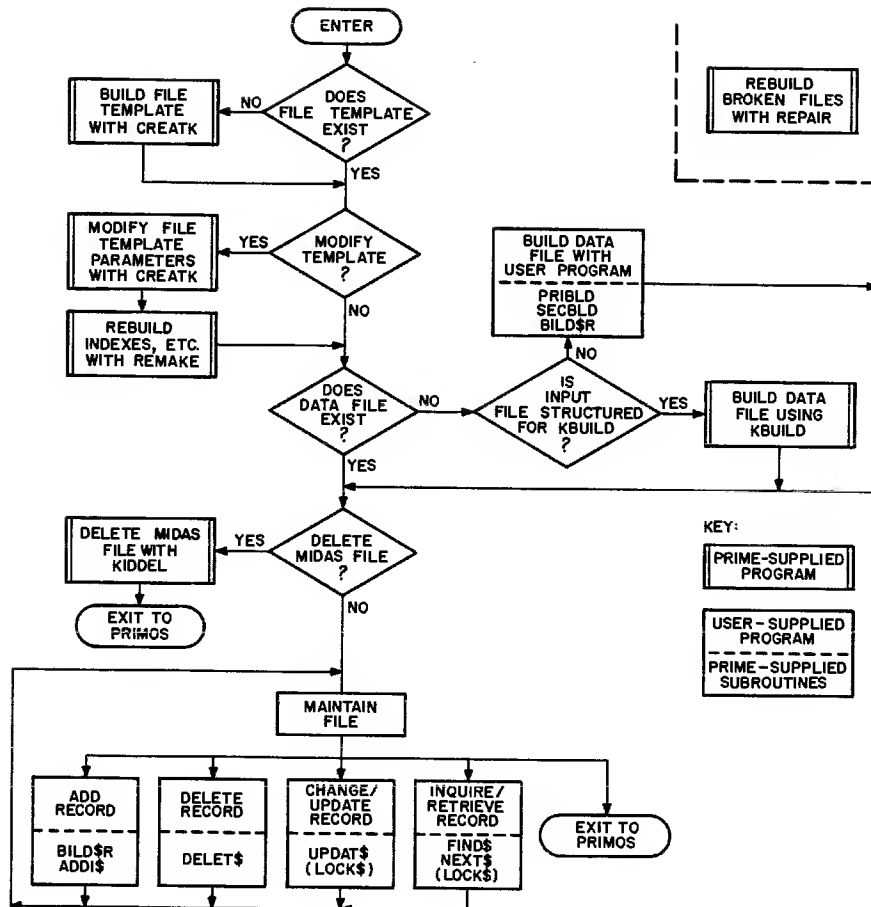 ENTER
DOES
FILE TEMPLATE
EXIST
?
NO
BUILD FILE
TEMPLATE
WITH CREATK
YES
REBUILD
BROKEN FILES
WITH REPAIR
MODIFY
TEMPLATE
?
YES
MODIFY FILE
TEMPLATE
PARAMETERS
WITH CREATK
REBUILD
INDEXES, ETC.
WITH REMAKE
NO
DOES
DATA FILE
EXIST
?
NO
IS
INPUT
FILE STRUCTURED
FOR KBUILD
?
NO
BUILD DATA
FILE WITH
USER PROGRAM
PRIBLD
SECBLD
BILD$R
YES
BUILD DATA
FILE USING
KBUILD
YES
DELETE
MIDAS FILE
?
YES
DELETE MIDAS
FILE WITH
KIDDEL
EXIT TO
PRIMOS
NO
KEY:
PRIME-SUPPLIED
PROGRAM
USER-SUPPLIED
PROGRAM
PRIME-SUPPLIED
SUBROUTINES
MAINTAIN
FILE
ADD
RECORD
BILD$R
ADDI$
DELETE
RECORD
DELET$
CHANGE/
UPDATE
RECORD
UPDAT$
(LOCK$)
INQUIRE/
RETRIEVE
RECORD
FIND$
NEXT$
(LOCK$)
EXIT TO
PRIMOS